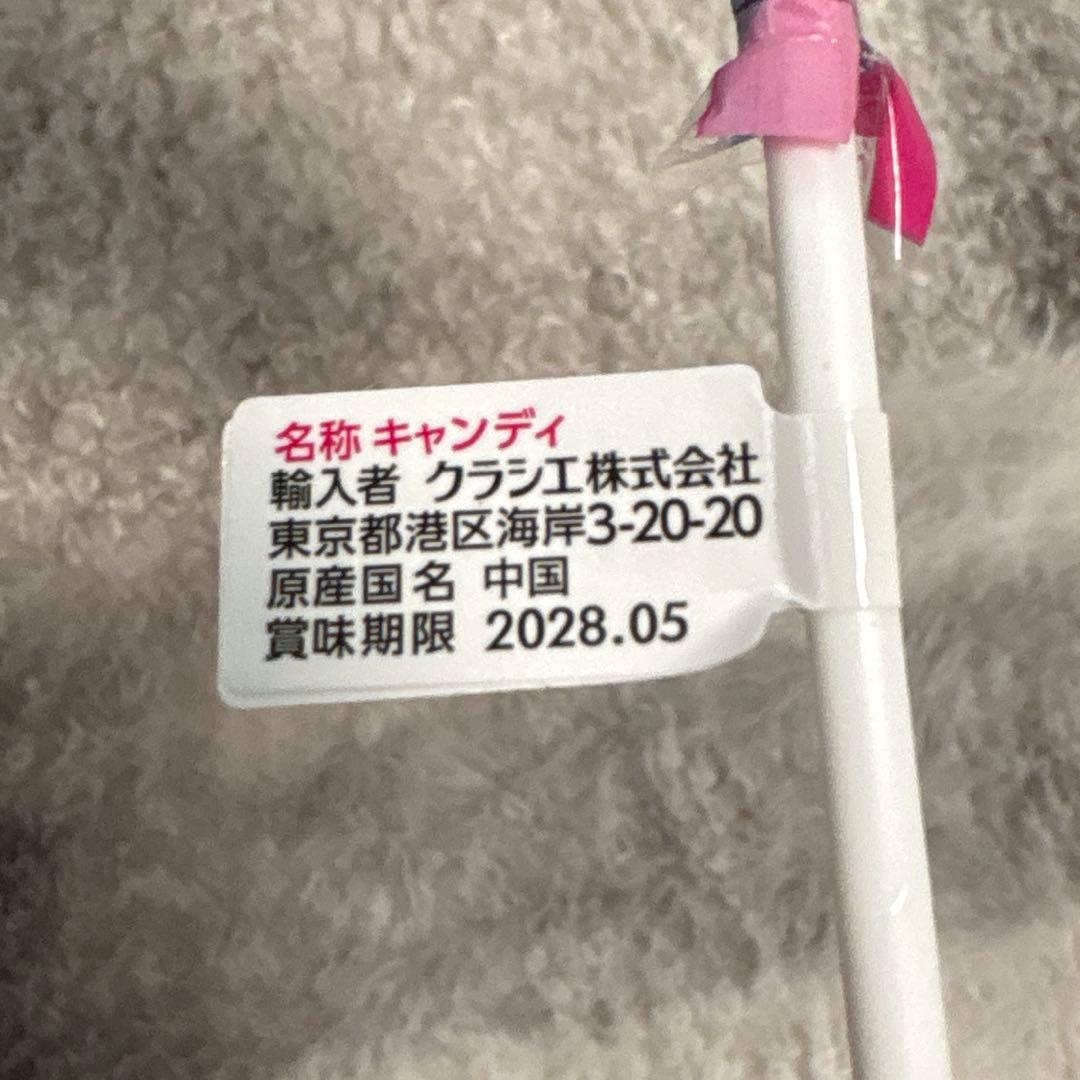 名称 キャンディ
輸入者 クラシエ株式会社
東京都港区海岸3-20-20
原産国名 中国
賞味期限 2028.05